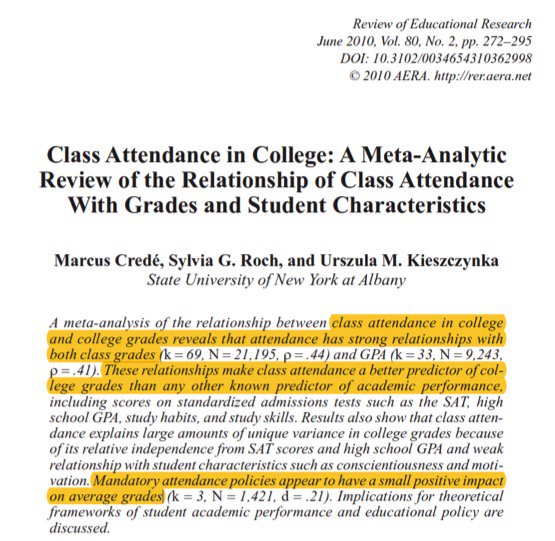 Review of Educational Research
June 2010, Vol. 80, No. 2, pp. 272–295
DOI: 10.3102/0034654310362998
© 2010 AERA. http://rer.aera.net
Class Attendance in College: A Meta-Analytic
Review of the Relationship of Class Attendance
With Grades and Student Characteristics
Marcus Credé, Sylvia G. Roch, and Urszula M. Kieszczynka
State University of New York at Albany
A meta-analysis of the relationship between class attendance in college
and college grades reveals that attendance has strong relationships with
both class grades (k = 69, N = 21,195, ρ = .44) and GPA (k = 33, N = 9,243,
ρ = .41). These relationships make class attendance a better predictor of col-
lege grades than any other known predictor of academic performance,
including scores on standardized admissions tests such as the SAT, high
school GPA, study habits, and study skills. Results also show that class atten-
dance explains large amounts of unique variance in college grades because
of its relative independence from SAT scores and high school GPA and weak
relationship with student characteristics such as conscientiousness and moti-
vation. Mandatory attendance policies appear to have a small positive impact
on average grades (k = 3, N = 1,421, d = .21). Implications for theoretical
frameworks of student academic performance and educational policy are
discussed.